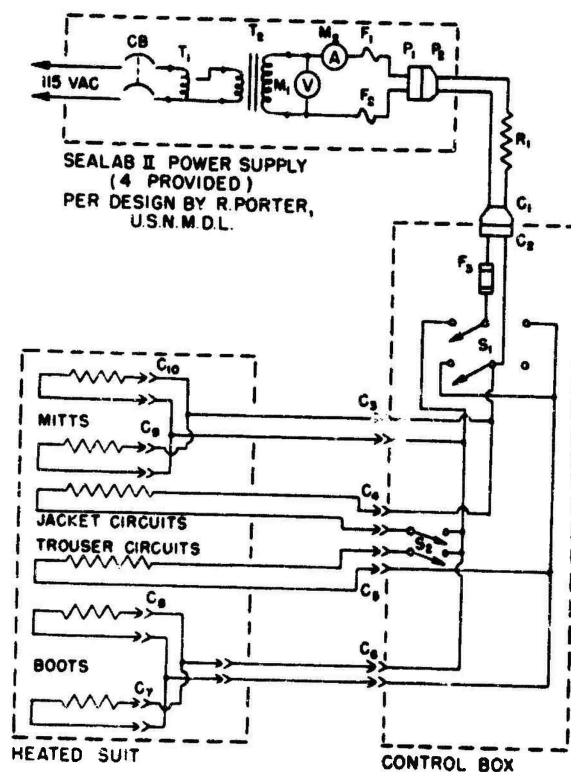 CB
T1
T2
M2
A
F1
P1
P2
115 VAC
M1
V
F2
R1
SEALAB II POWER SUPPLY
(4 PROVIDED)
PER DESIGN BY R. PORTER,
U.S.N.M.D.L.
C1
C2
F3
S1
C10
C3
MITTS
C9
C4
JACKET CIRCUITS
S2
TROUSER CIRCUITS
C5
C8
C6
BOOTS
C7
HEATED SUIT
CONTROL BOX